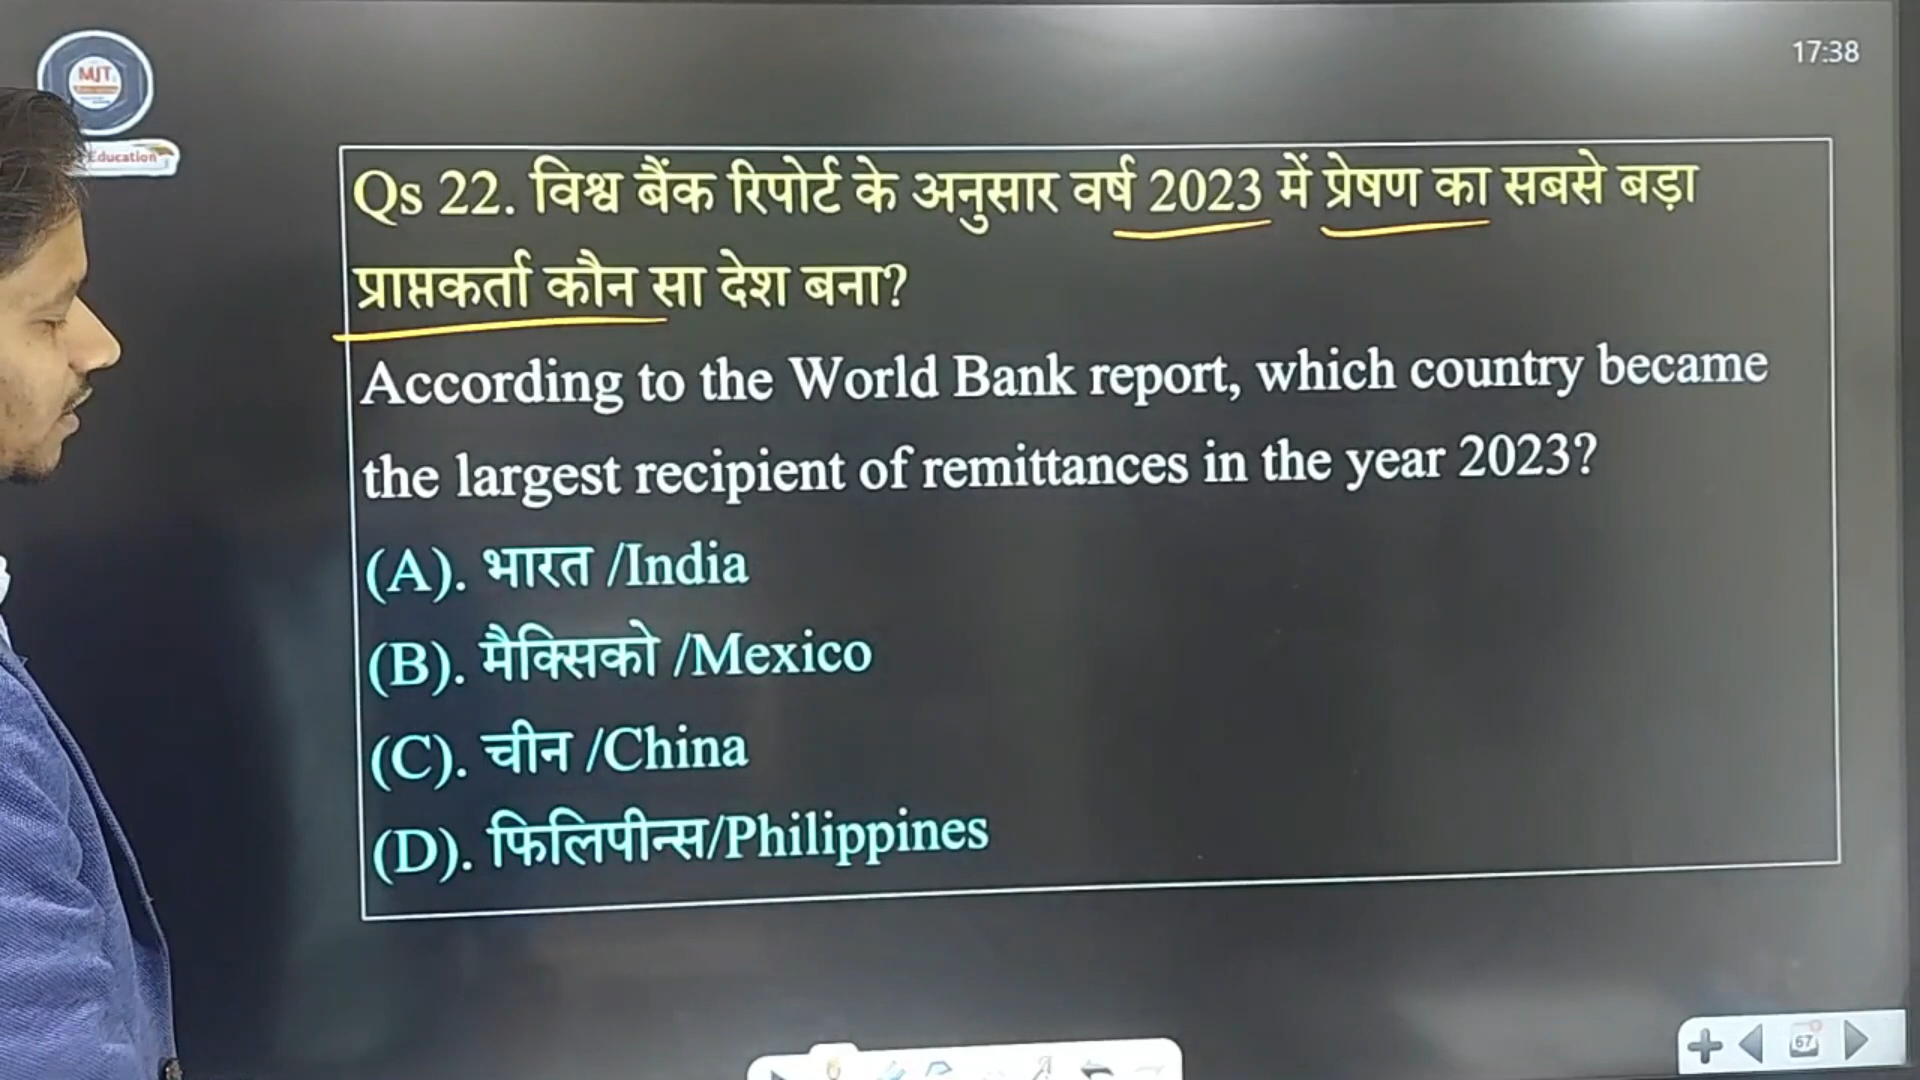 17:38
MJT
Education
Qs 22. विश्व बैंक रिपोर्ट के अनुसार वर्ष 2023 में प्रेषण का सबसे बड़ा
प्राप्तकर्ता कौन सा देश बना?
According to the World Bank report, which country became
the largest recipient of remittances in the year 2023?
(A). भारत /India
(B). मैक्सिको /Mexico
(C). चीन /China
(D). फिलिपीन्स/Philippines
67